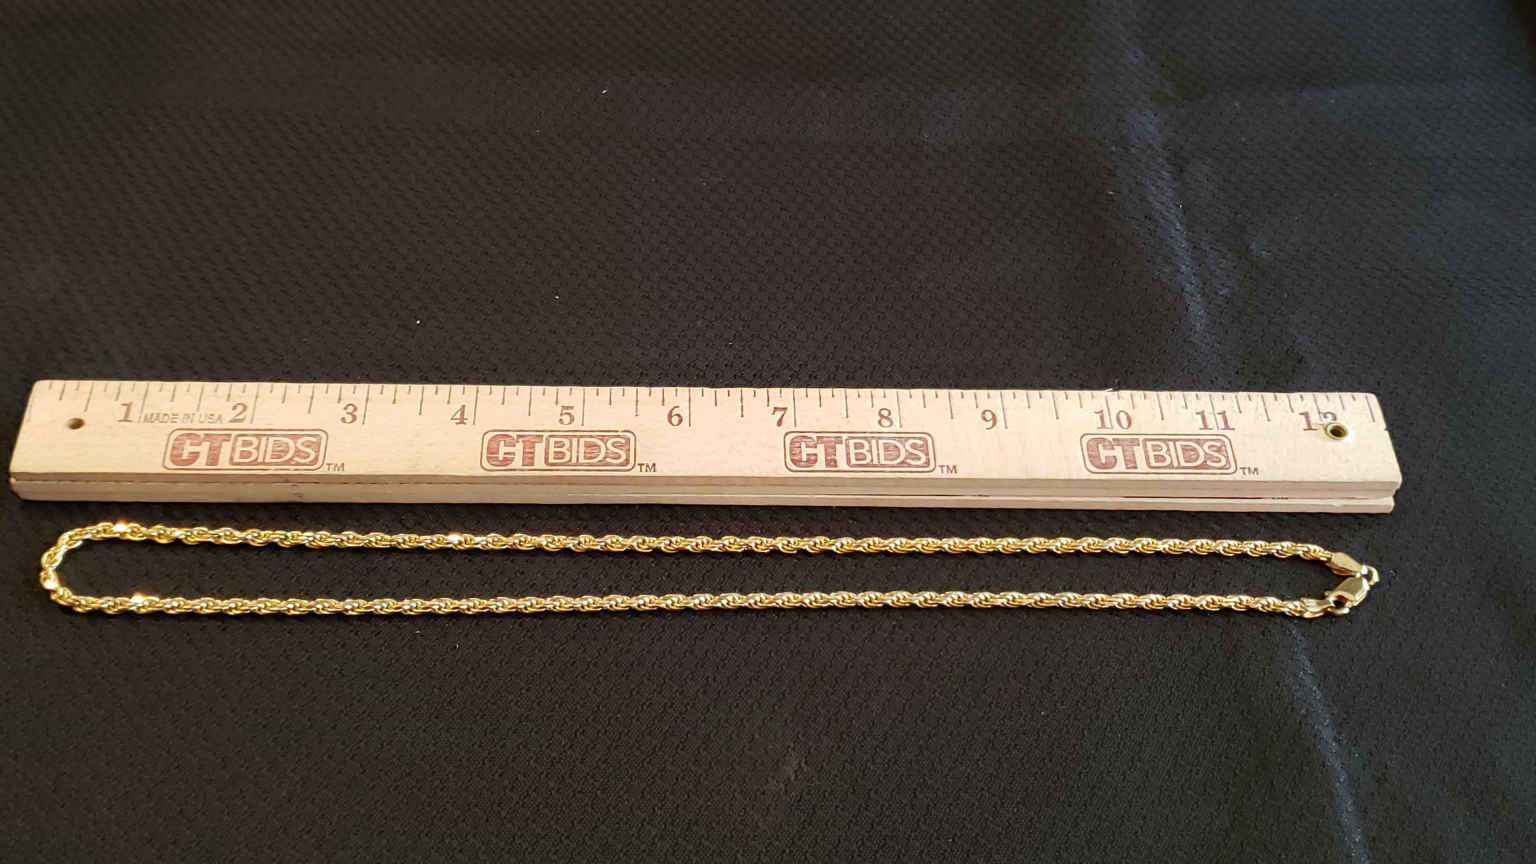 1 MADE IN USA 2 3 4 5 6 7 8 9 10 11 12
CTBIDS™ CTBIDS™ CTBIDS™ CTBIDS™